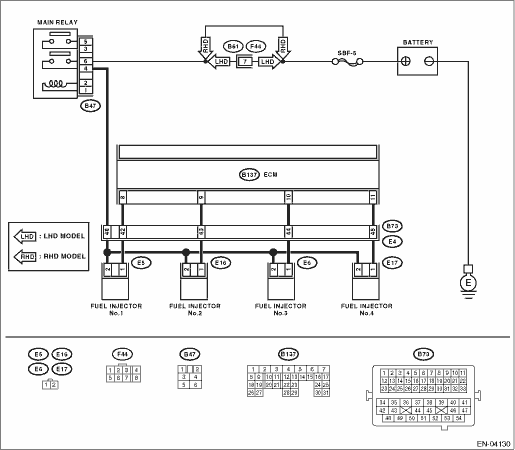 MAIN RELAY
5
3
6
4
2
1
B47
RHD
B61 F44
RHD
LHD 7 LHD
SBF-5
BATTERY
B137 ECM
8 9 10 11
46 42 43 44 45
B73
E4
LHD : LHD MODEL
RHD : RHD MODEL
2 1 E5
2 1 E16
2 1 E6
2 1 E17
E
FUEL INJECTOR
No.1
FUEL INJECTOR
No.2
FUEL INJECTOR
No.3
FUEL INJECTOR
No.4
E5 E16
E6 E17
1 2
F44
1 2 3 4
5 6 7 8
B47
1 2
3 4
5 6
B137
1 2 3 4 5 6 7
8 9 10 11 12 13 14 15 16 17
18 19 20 21 22 23 24 25
26 27 28 29 30 31
B73
1 2 3 4 5 6 7 8 9 10 11
12 13 14 15 16 17 18 19 20 21 22
23 24 25 26 27 28 29 30 31 32 33
34 35 36 37 38 39 40 41
42 43 44 45 46 47
48 49 50 51 52 53 54
EN-04130